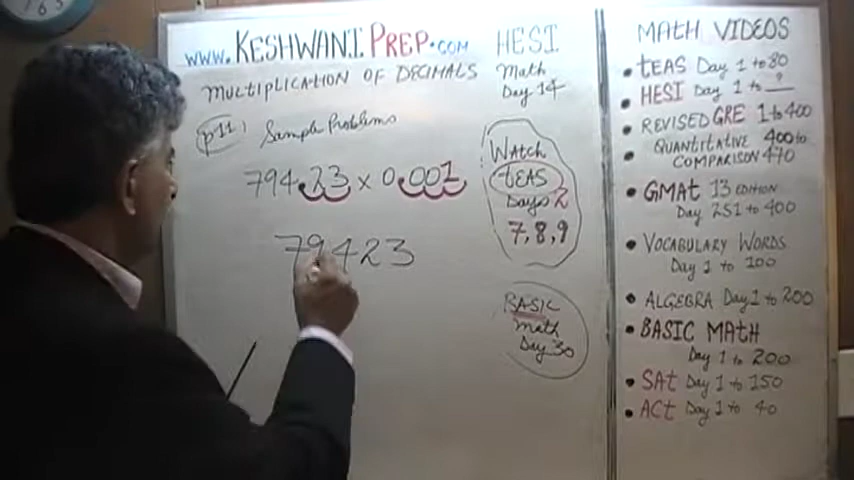 www.KESHWANIPREP.COM
MULTIPLICATION OF DECIMALS
p11
Sample Problems
794.23 x 0.001
79423
HESI
Math
Day 14
WATCH
tEAS
Days
7,8,9
BASIC
math
Day 30
MATH VIDEOS
• tEAS Day 1 to 80
• HESI Day 1 to ?
• REVISED GRE 1 to 400
• QUANTITATIVE 400 to
COMPARISON 470
• GMAt 13 EDITION
Day 251 to 400
• VOCABULARY WORDS
Day 1 to 100
• ALGEBRA Day 1 to 200
• BASIC MAtH
Day 1 to 200
• SAt Day 1 to 150
• ACt Day 1 to 40